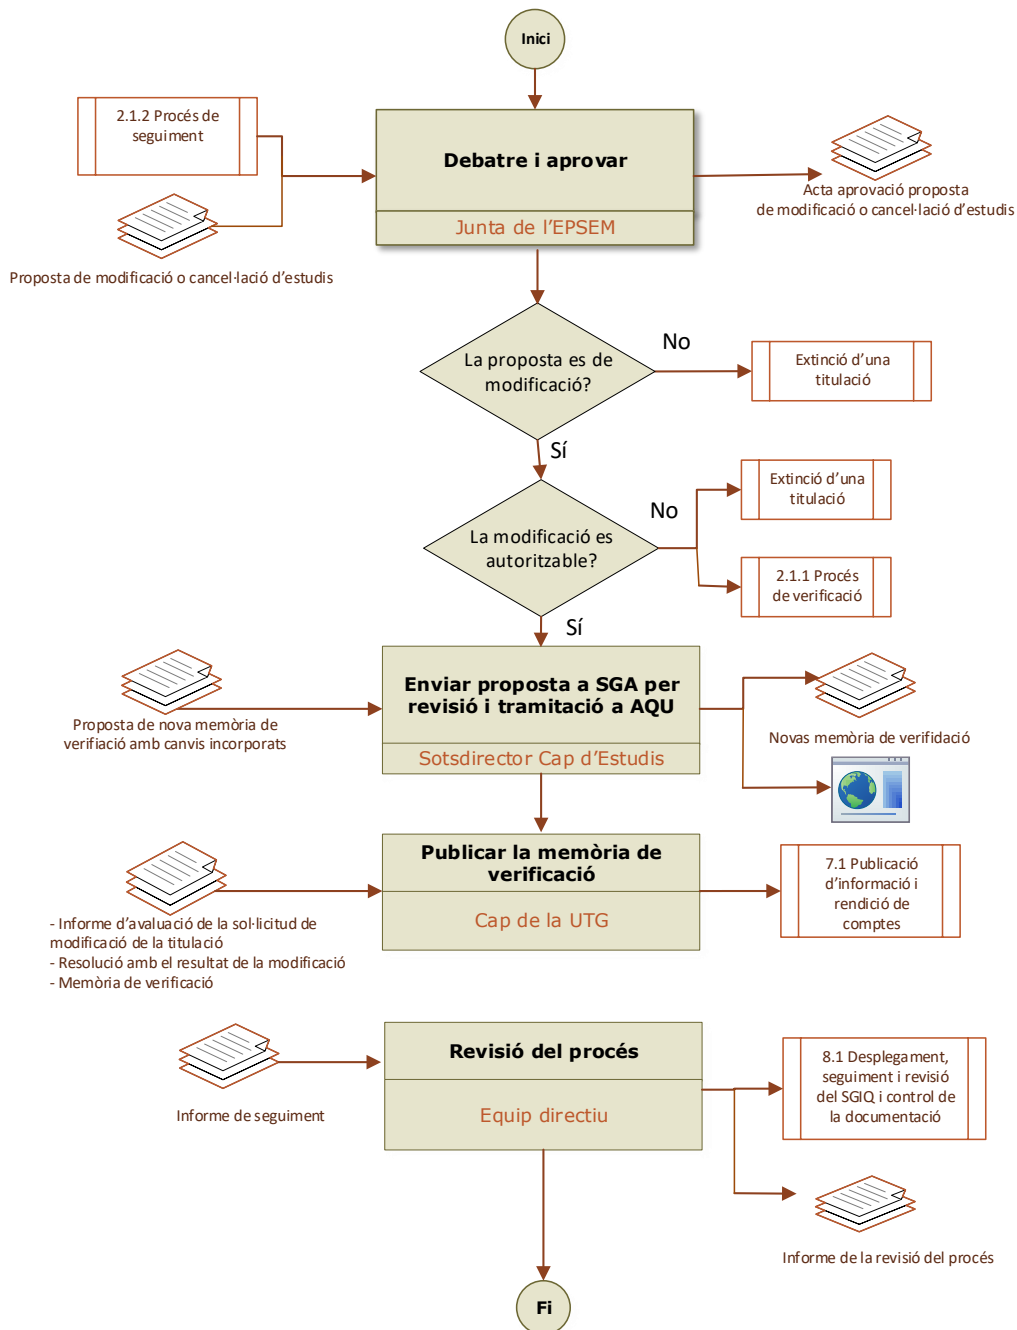 Inici
2.1.2 Procés de
seguiment
Debatre i aprovar
Junta de l’EPSEM
Acta aprovació proposta
de modificació o cancel·lació d’estudis
Proposta de modificació o cancel·lació d’estudis
La proposta es de
modificació?
No
Extinció d’una
titulació
Sí
La modificació es
autoritzable?
No
Extinció d’una
titulació
2.1.1 Procés
de verificació
Sí
Enviar proposta a SGA per
revisió i tramitació a AQU
Sotsdirector Cap d’Estudis
Proposta de nova memòria de
verifiació amb canvis incorporats
Novas memòria de verifidació
Publicar la memòria de
verificació
Cap de la UTG
7.1 Publicació
d’informació i
rendició de
comptes
- Informe d’avaluació de la sol·licitud de
modificació de la titulació
- Resolució amb el resultat de la modificació
- Memòria de verificació
Revisió del procés
Equip directiu
Informe de seguiment
8.1 Desplegament,
seguiment i revisió
del SGIQ i control de
la documentació
Informe de la revisió del procés
Fi